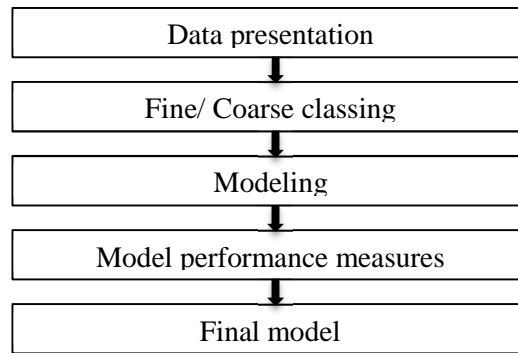 Data presentation
Fine/ Coarse classing
Modeling
Model performance measures
Final model